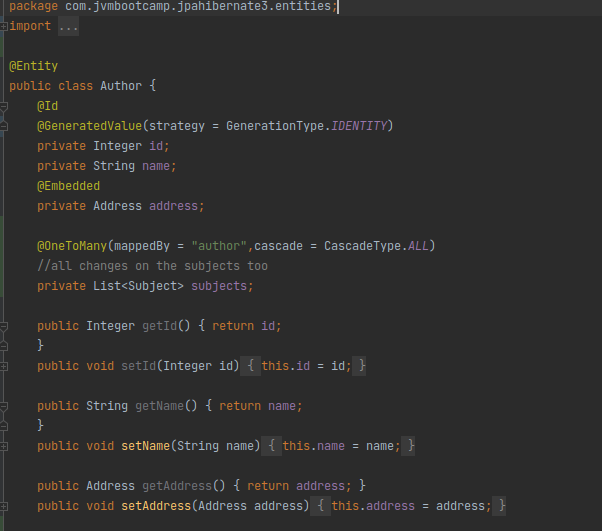 package com.jvmbootcamp.jpahibernate3.entities;
import ...
@Entity
public class Author {
@Id
@GeneratedValue(strategy = GenerationType.IDENTITY)
private Integer id;
private String name;
@Embedded
private Address address;
@OneToMany(mappedBy = "author",cascade = CascadeType.ALL)
//all changes on the subjects too
private List<Subject> subjects;
public Integer getId() { return id;
}
public void setId(Integer id) { this.id = id; }
public String getName() { return name;
}
public void setName(String name) { this.name = name; }
public Address getAddress() { return address; }
public void setAddress(Address address) { this.address = address; }